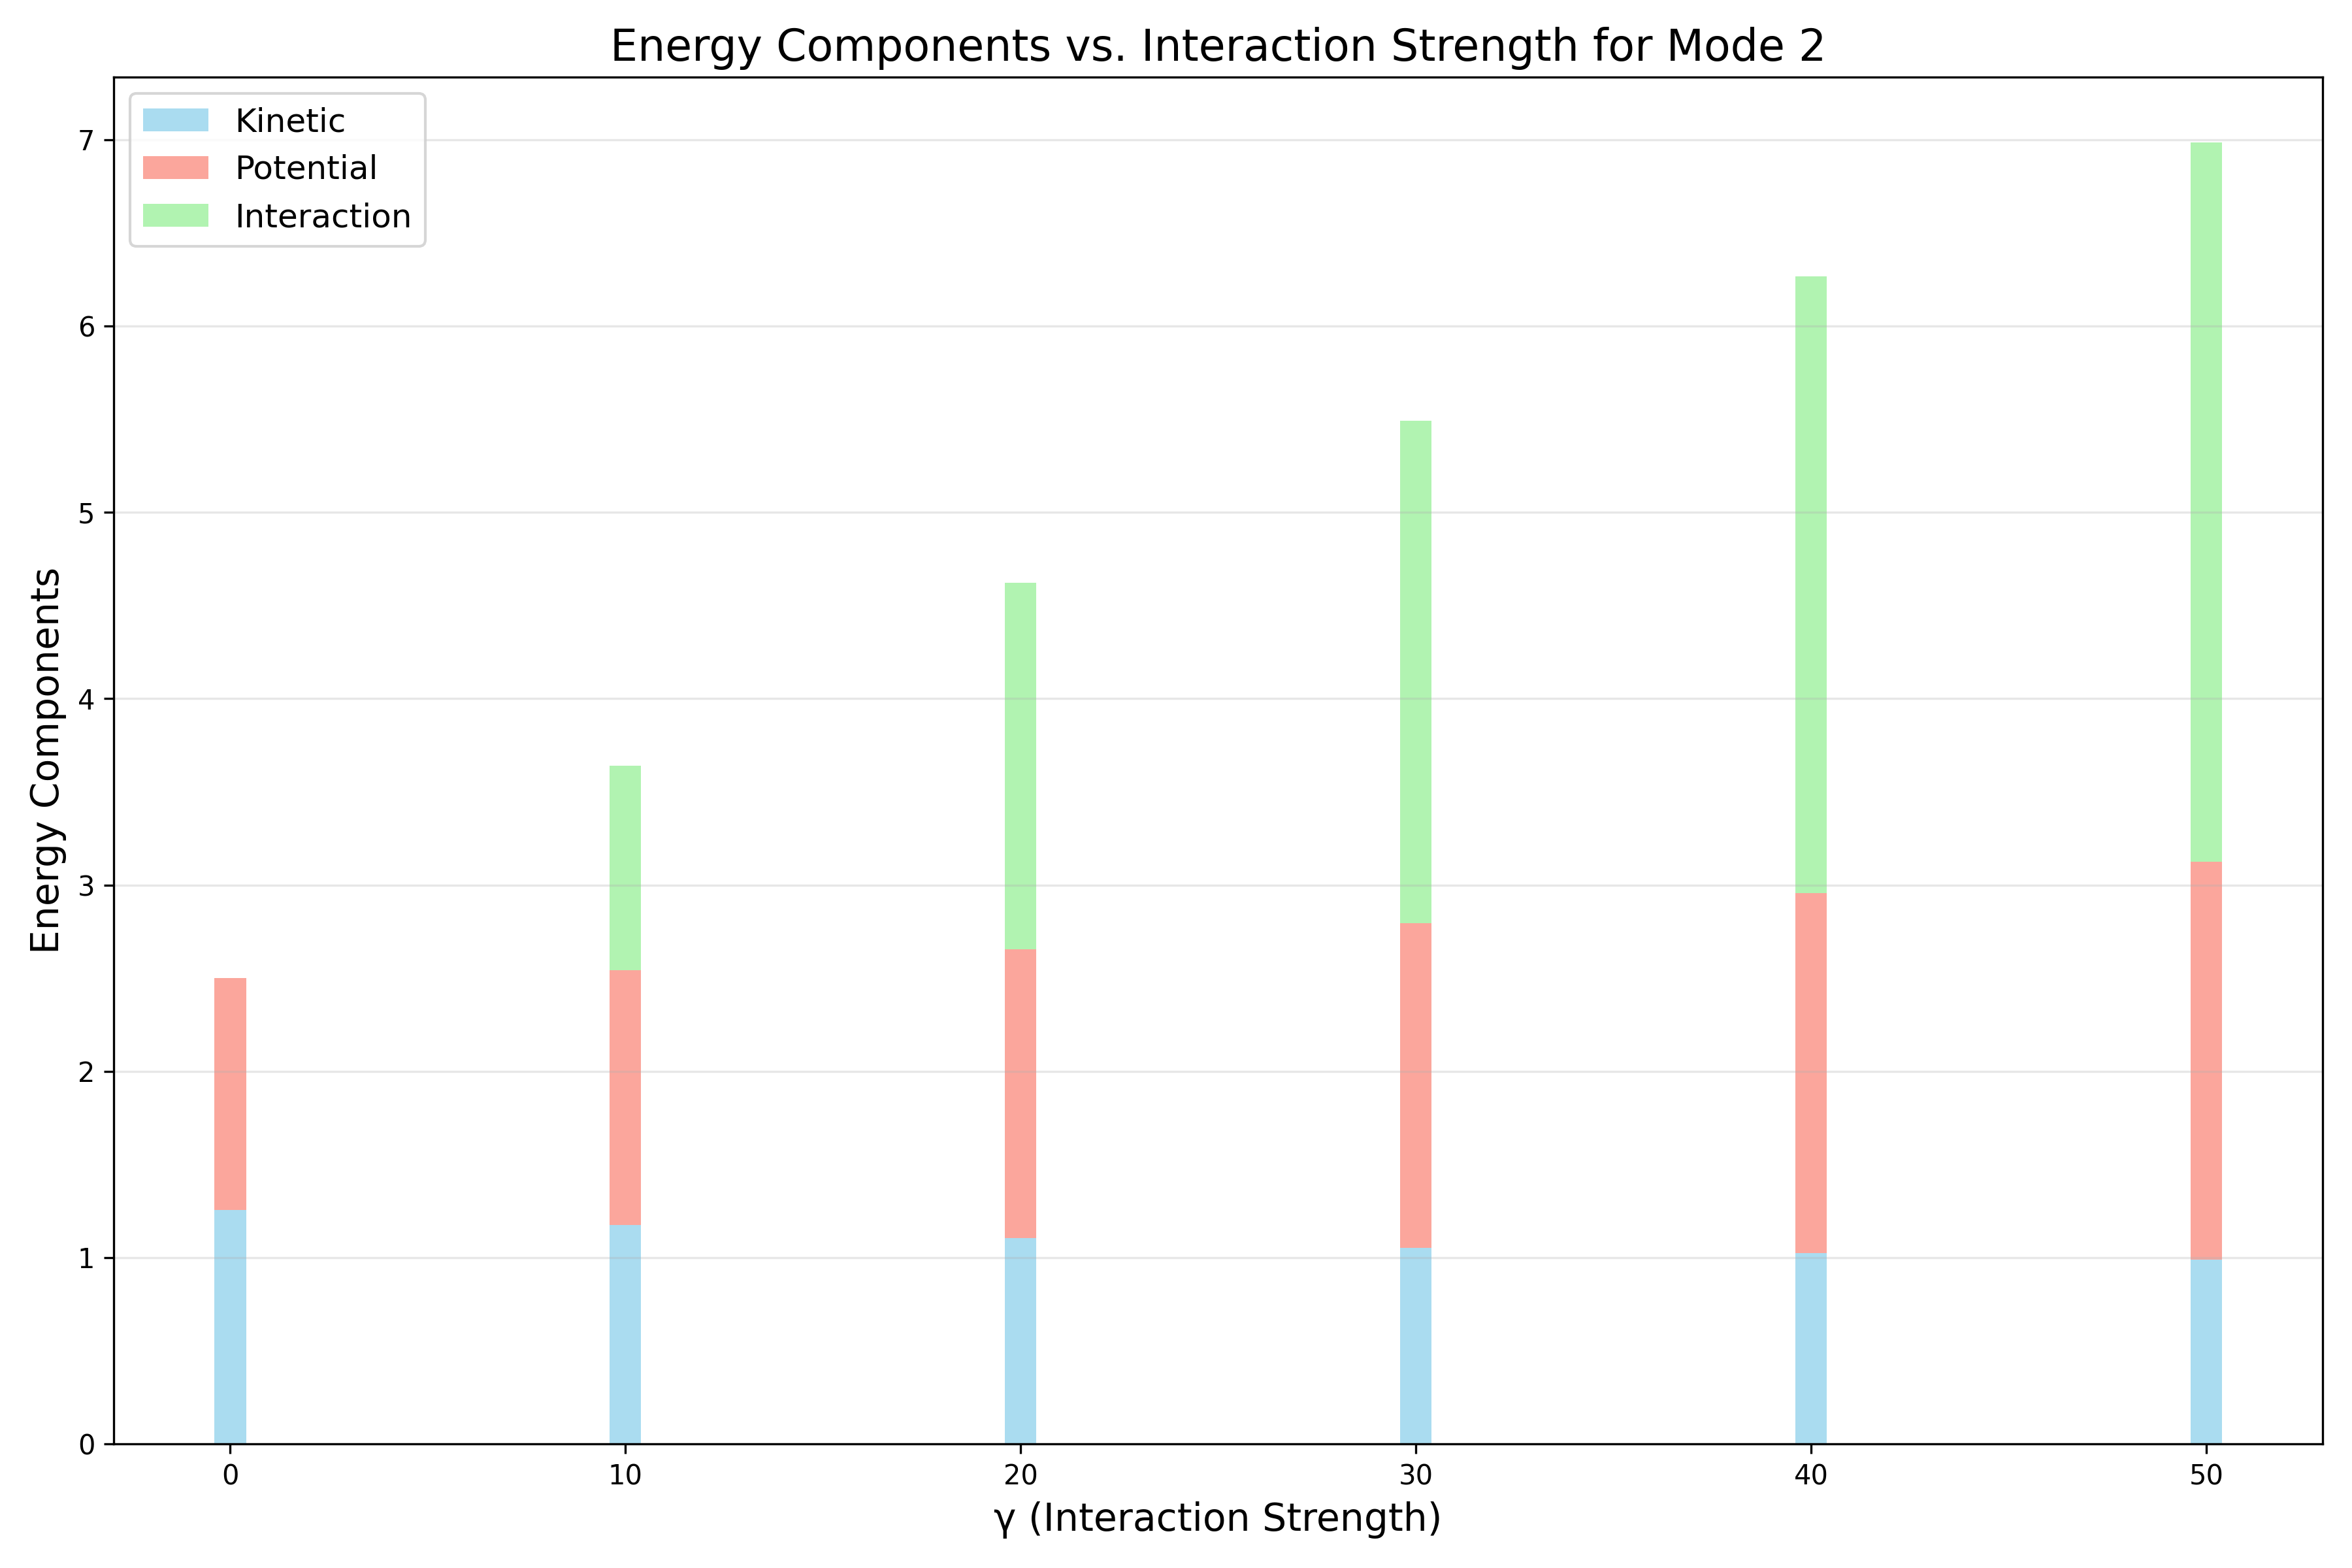 Energy Components vs. Interaction Strength for Mode 2
Kinetic
Potential
Interaction
Energy Components
7
6
5
4
3
2
1
0
0 10 20 30 40 50
γ (Interaction Strength)